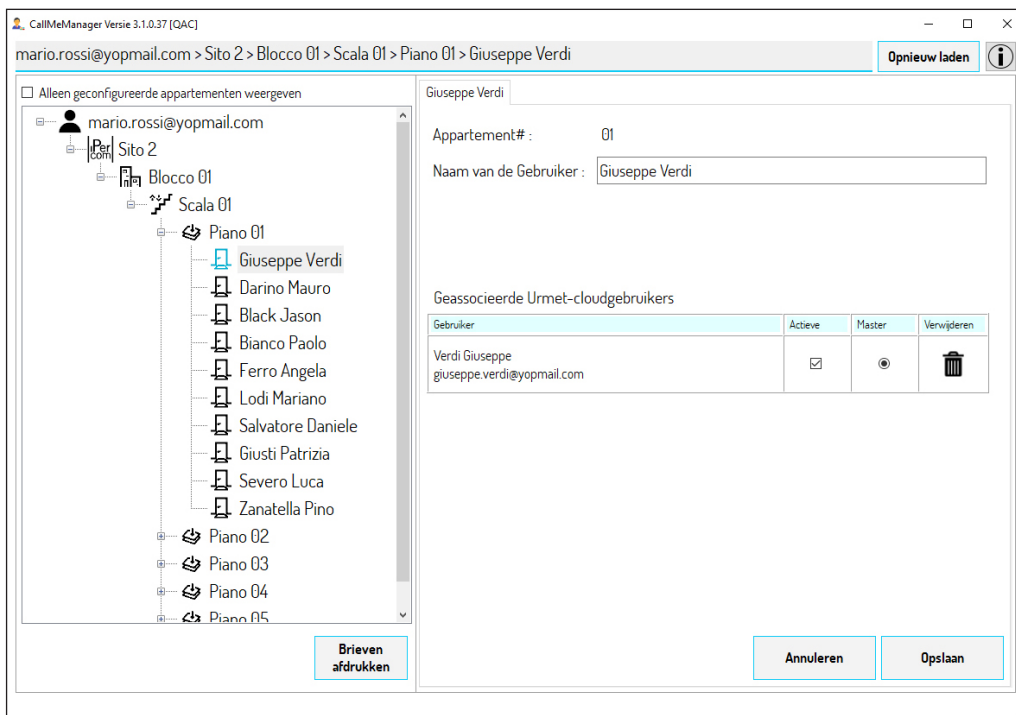 CallMeManager Versie 3.1.0.37 [QAC]
mario.rossi@yopmail.com > Sito 2 > Blocco 01 > Scala 01 > Piano 01 > Giuseppe Verdi
Opnieuw laden
Alleen geconfigureerde appartementen weergeven
mario.rossi@yopmail.com
iPer com Sito 2
Blocco 01
Scala 01
Piano 01
Giuseppe Verdi
Darino Mauro
Black Jason
Bianco Paolo
Ferro Angela
Lodi Mariano
Salvatore Daniele
Giusti Patrizia
Severo Luca
Zanatella Pino
Piano 02
Piano 03
Piano 04
Piano 05
Brieven
afdrukken
Giuseppe Verdi
Appartement# : 01
Naam van de Gebruiker : Giuseppe Verdi
Geassocieerde Urmet-cloudgebruikers
Gebruiker Actieve Master Verwijderen
Verdi Giuseppe
giuseppe.verdi@yopmail.com
Annuleren Opslaan